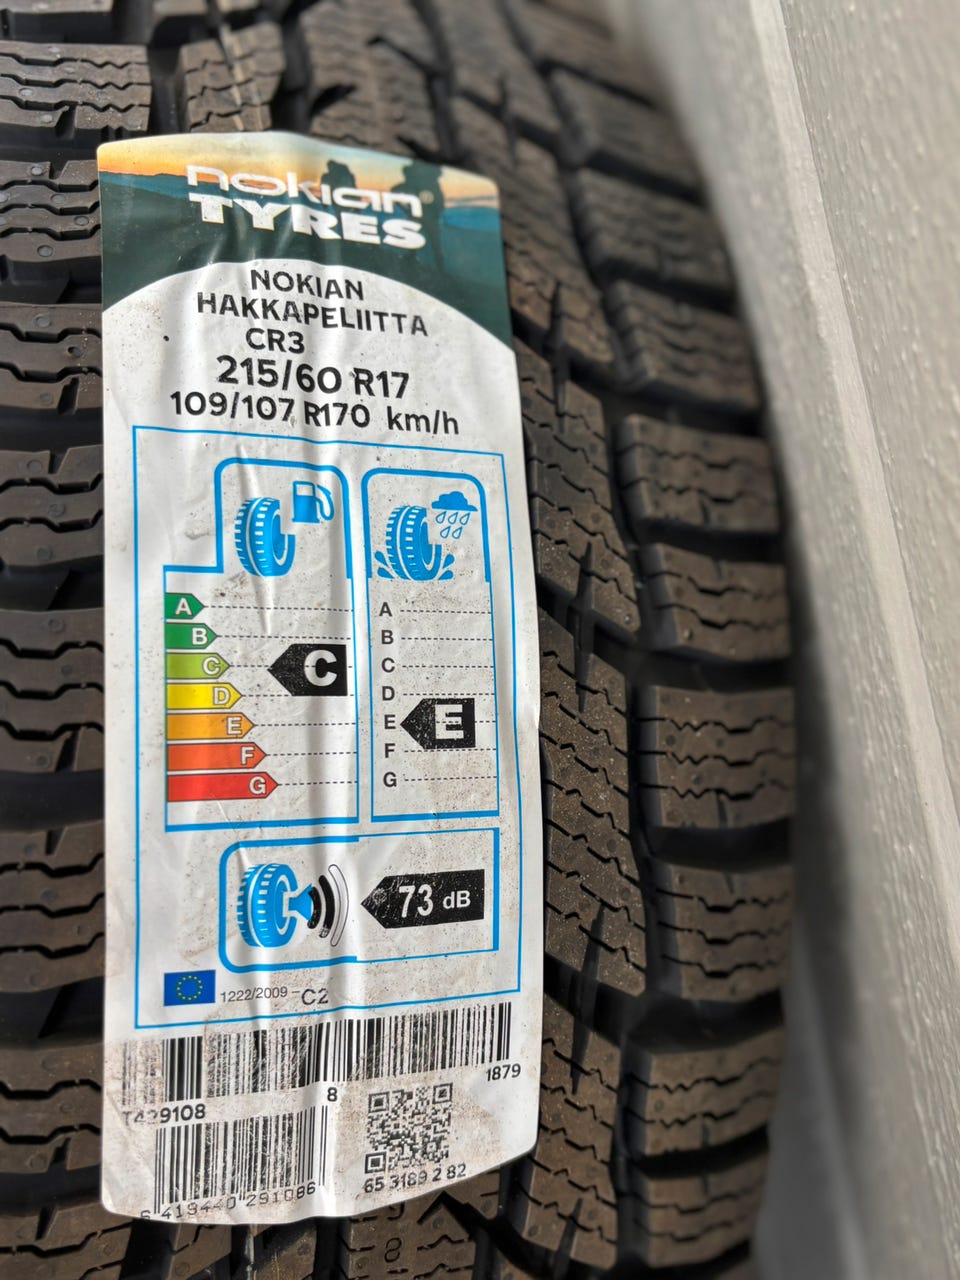 nokian®
TYRES
NOKIAN
HAKKAPELIITTA
CR3
215/60 R17
109/107 R170 km/h
A
B
C
D
E
F
G
C
A
B
C
D
E
F
G
E
73 dB
1222/2009 - C2
1879
8
65 3189 2 82
8